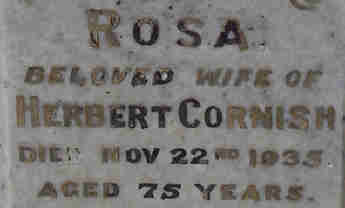 ROSA
BELOVED WIFE OF
HERBERT CORNISH
DIED NOV 22ND 1935
AGED 75 YEARS.